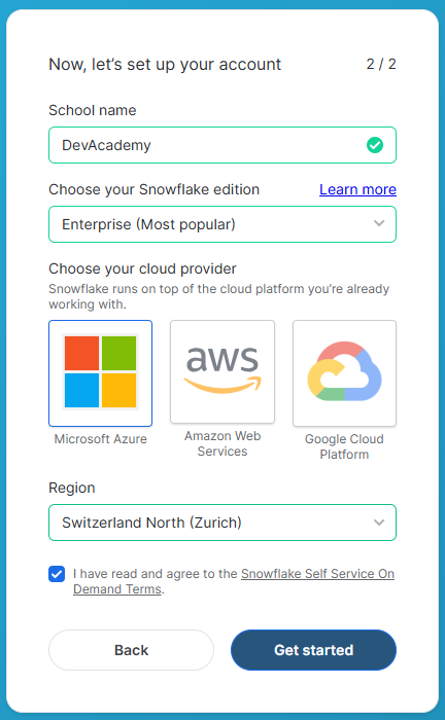 Now, let's set up your account
2 / 2
School name
DevAcademy
Choose your Snowflake edition
Learn more
Enterprise (Most popular)
Choose your cloud provider
Snowflake runs on top of the cloud platform you're already
working with.
aws
Microsoft Azure
Amazon Web
Services
Google Cloud
Platform
Region
Switzerland North (Zurich)
I have read and agree to the Snowflake Self Service On
Demand Terms.
Back
Get started